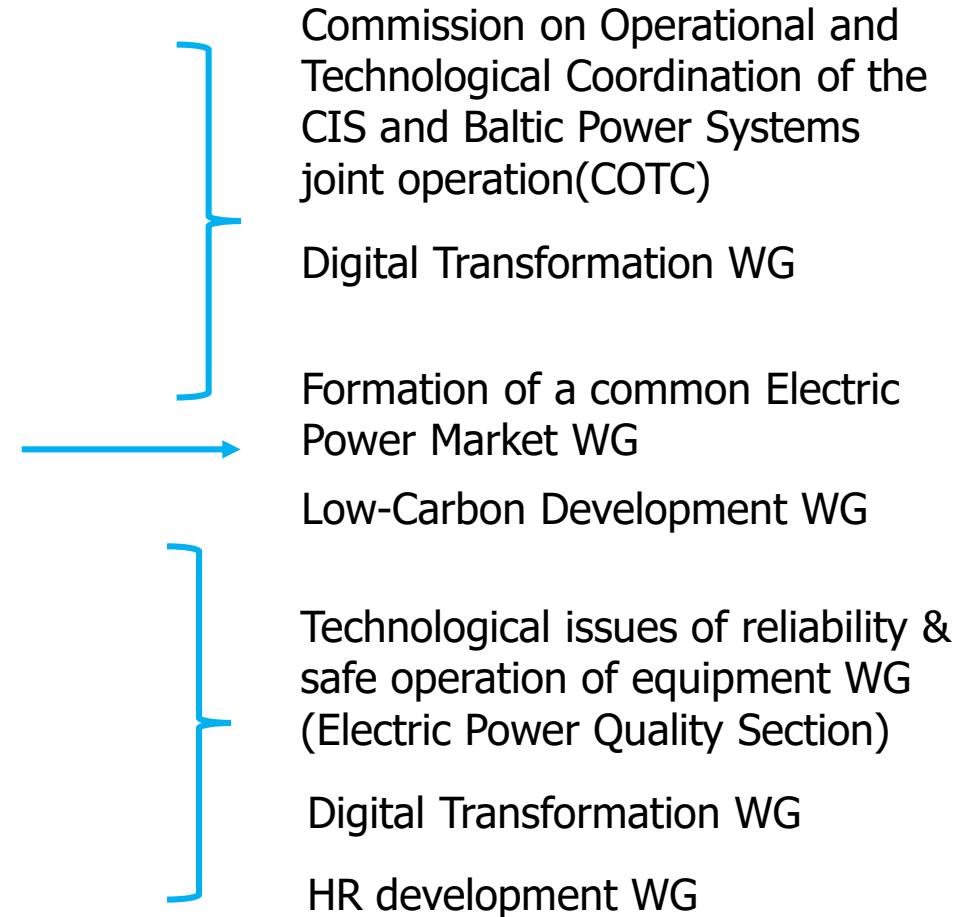 Commission on Operational and
Technological Coordination of the
CIS and Baltic Power Systems
joint operation(COTC)
Digital Transformation WG
Formation of a common Electric
Power Market WG
Low-Carbon Development WG
Technological issues of reliability &
safe operation of equipment WG
(Electric Power Quality Section)
Digital Transformation WG
HR development WG